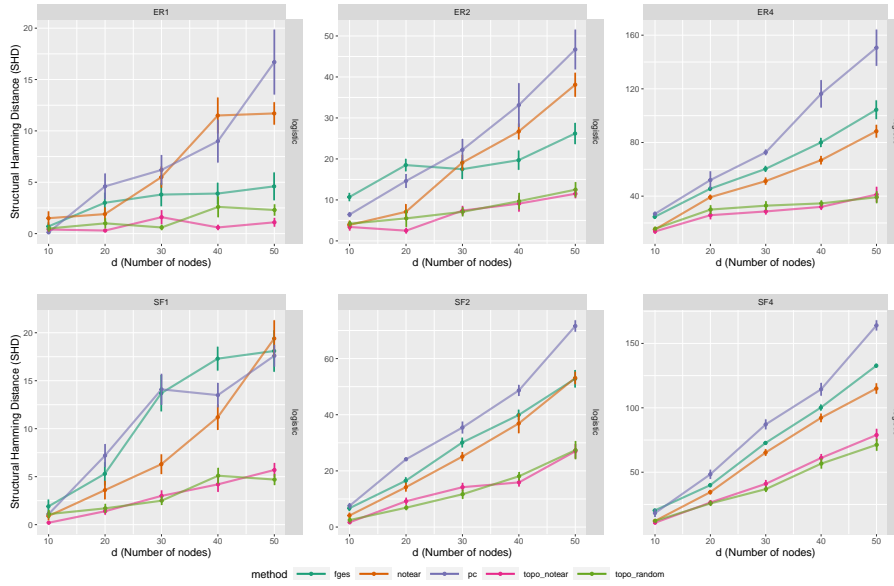 ER1
ER2
ER4
Structural Hamming Distance (SHD)
20
15
10
5
0
logistic
50
40
30
20
10
0
logistic
160
120
80
40
10 20 30 40 50
10 20 30 40 50
10 20 30 40 50
d (Number of nodes)
d (Number of nodes)
d (Number of nodes)
SF1
SF2
SF4
Structural Hamming Distance (SHD)
20
15
10
5
0
logistic
60
40
20
0
logistic
150
100
50
10 20 30 40 50
10 20 30 40 50
10 20 30 40 50
d (Number of nodes)
d (Number of nodes)
d (Number of nodes)
method fges notear pc topo_notear topo_random